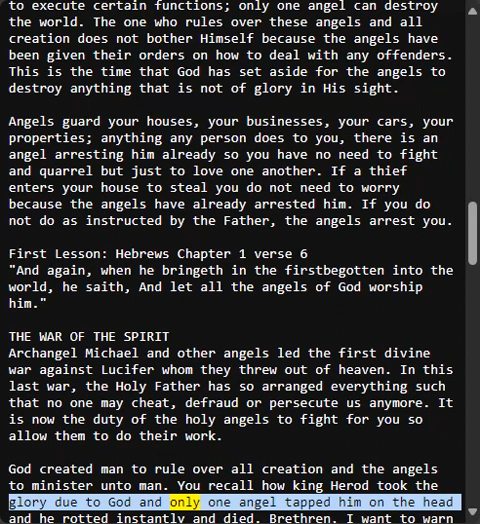 to execute certain functions; only one angel can destroy
the world. The one who rules over these angels and all
creation does not bother Himself because the angels have
been given their orders on how to deal with any offenders.
This is the time that God has set aside for the angels to
destroy anything that is not of glory in His sight.
Angels guard your houses, your businesses, your cars, your
properties; anything any person does to you, there is an
angel arresting him already so you have no need to fight
and quarrel but just to love one another. If a thief
enters your house to steal you do not need to worry
because the angels have already arrested him. If you do
not do as instructed by the Father, the angels arrest you.
First Lesson: Hebrews Chapter 1 verse 6
"And again, when he bringeth in the firstbegotten into the
world, he saith, And let all the angels of God worship
him."
THE WAR OF THE SPIRIT
Archangel Michael and other angels led the first divine
war against Lucifer whom they threw out of heaven. In this
last war, the Holy Father has so arranged everything such
that no one may cheat, defraud or persecute us anymore. It
is now the duty of the holy angels to fight for you so
allow them to do their work.
God created man to rule over all creation and the angels
to minister unto man. You recall how king Herod took the
glory due to God and only one angel tapped him on the head
and he rotted instantly and died. Brethren, I want to warn